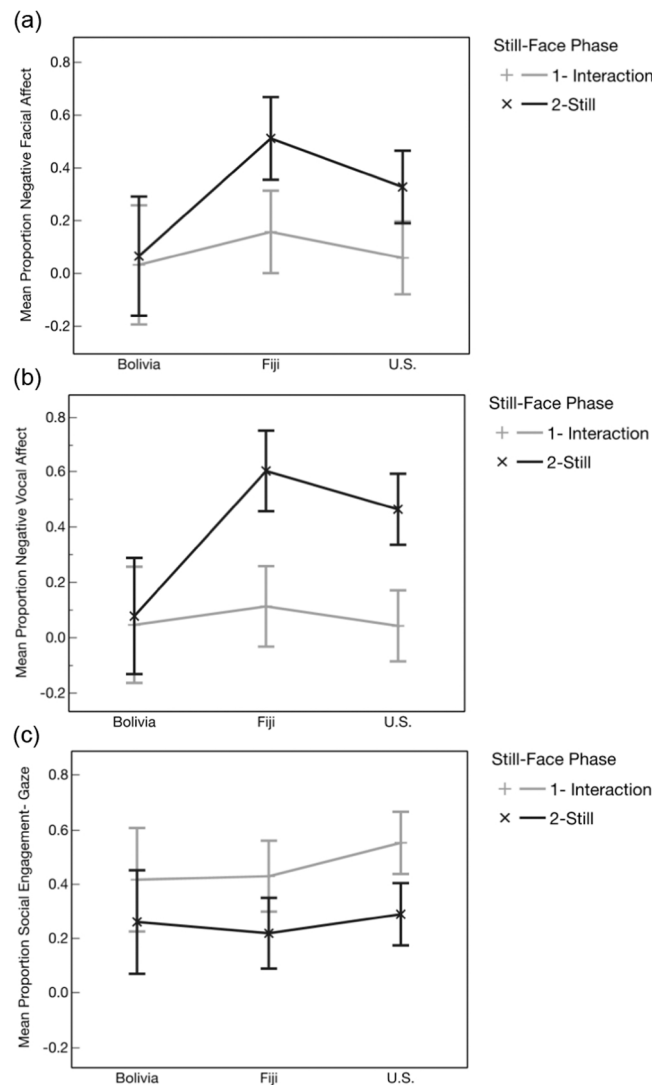 (a)
Mean Proportion Negative Facial Affect
0.8
0.6
0.4
0.2
0.0
-0.2
Bolivia
Fiji
U.S.
Still-Face Phase
1- Interaction
2-Still
(b)
Mean Proportion Negative Vocal Affect
0.8
0.6
0.4
0.2
0.0
-0.2
Bolivia
Fiji
U.S.
Still-Face Phase
1- Interaction
2-Still
(c)
Mean Proportion Social Engagement- Gaze
0.8
0.6
0.4
0.2
0.0
-0.2
Bolivia
Fiji
U.S.
Still-Face Phase
1- Interaction
2-Still